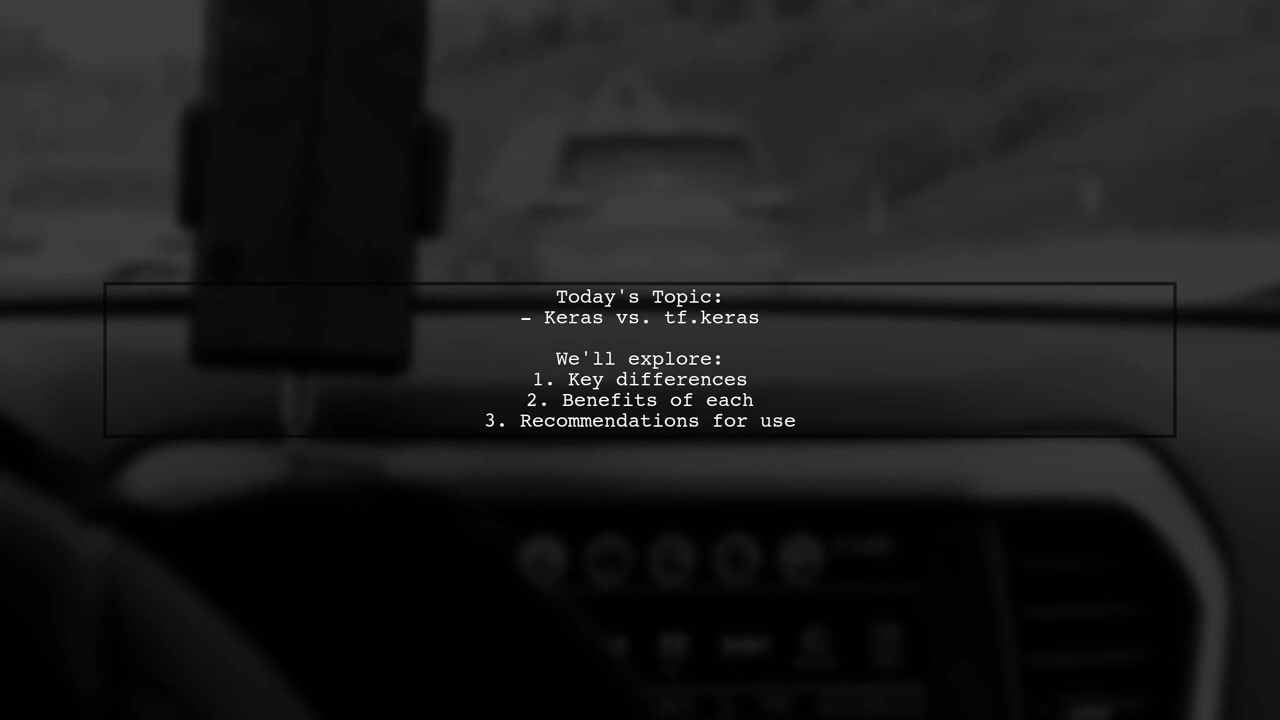 Today's Topic:
- Keras vs. tf.keras
We'll explore:
1. Key differences
2. Benefits of each
3. Recommendations for use